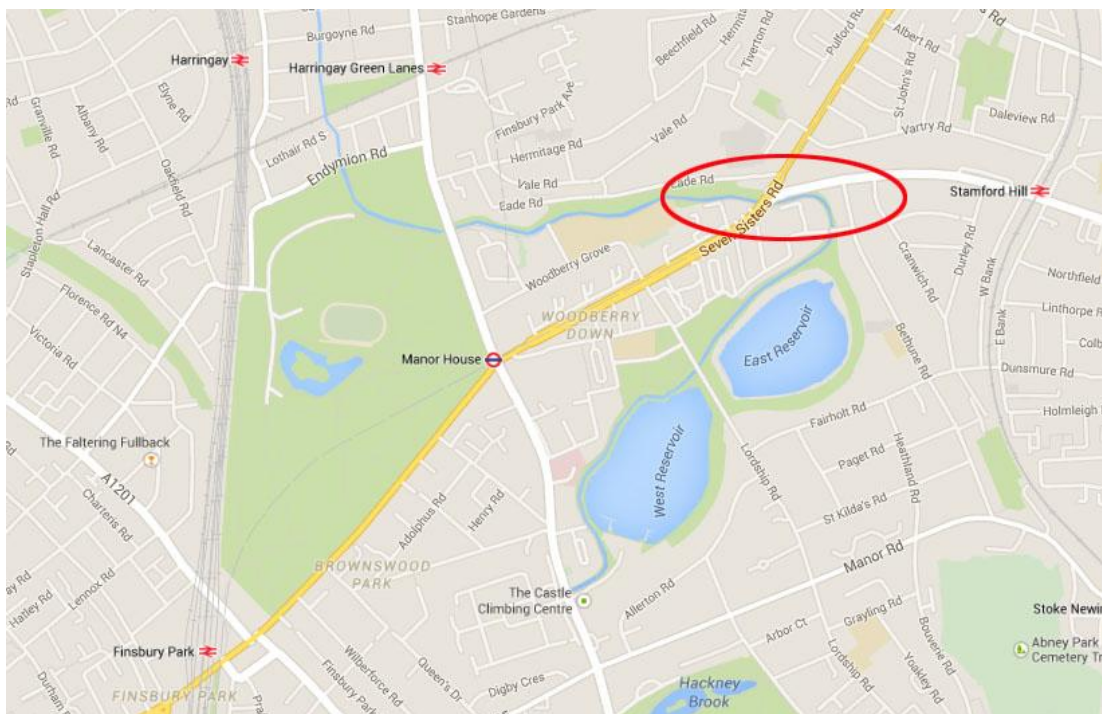 Stanhope Gardens
Burgoyne Rd
Harringay
Harringay Green Lanes
Beechfield Rd
Tiverton Rd
Pulford Rd
Albert Rd
St John's Rd
Granville Rd
Albany Rd
Elyne Rd
Oakfield Rd
Lothair Rd S
Endymion Rd
Finsbury Park Ave
Hermitage Rd
Vale Rd
Vale Rd
Eade Rd
Eade Rd
Daleview Rd
Vartry Rd
Stamford Hill
Stapleton Hall Rd
Lancaster Rd
Florence Rd N4
Victoria Rd
Woodberry Grove
Seven Sisters Rd
WOODBERRY
DOWN
Manor House
East Reservoir
West Reservoir
Cranwich Rd
Durley Rd
W Bank
E Bank
Northfield
Bethune Rd
Dunsmure Rd
Fairholt Rd
Paget Rd
Heathland Rd
St Kilda's Rd
Lordship Rd
Manor Rd
The Faltering Fullback
A1201
Charteris Rd
Lennox Rd
Hatley Rd
Adolphus Rd
Henry Rd
BROWNSWOOD
PARK
The Castle
Climbing Centre
Allerton Rd
Arbor Ct
Grayling Rd
Bouverie Rd
Yoakley Rd
Lordship Rd
Abney Park
Finsbury Park
FINSBURY PARK
Wilberforce Rd
Queen's Dr
Digby Cres
Hackney
Brook